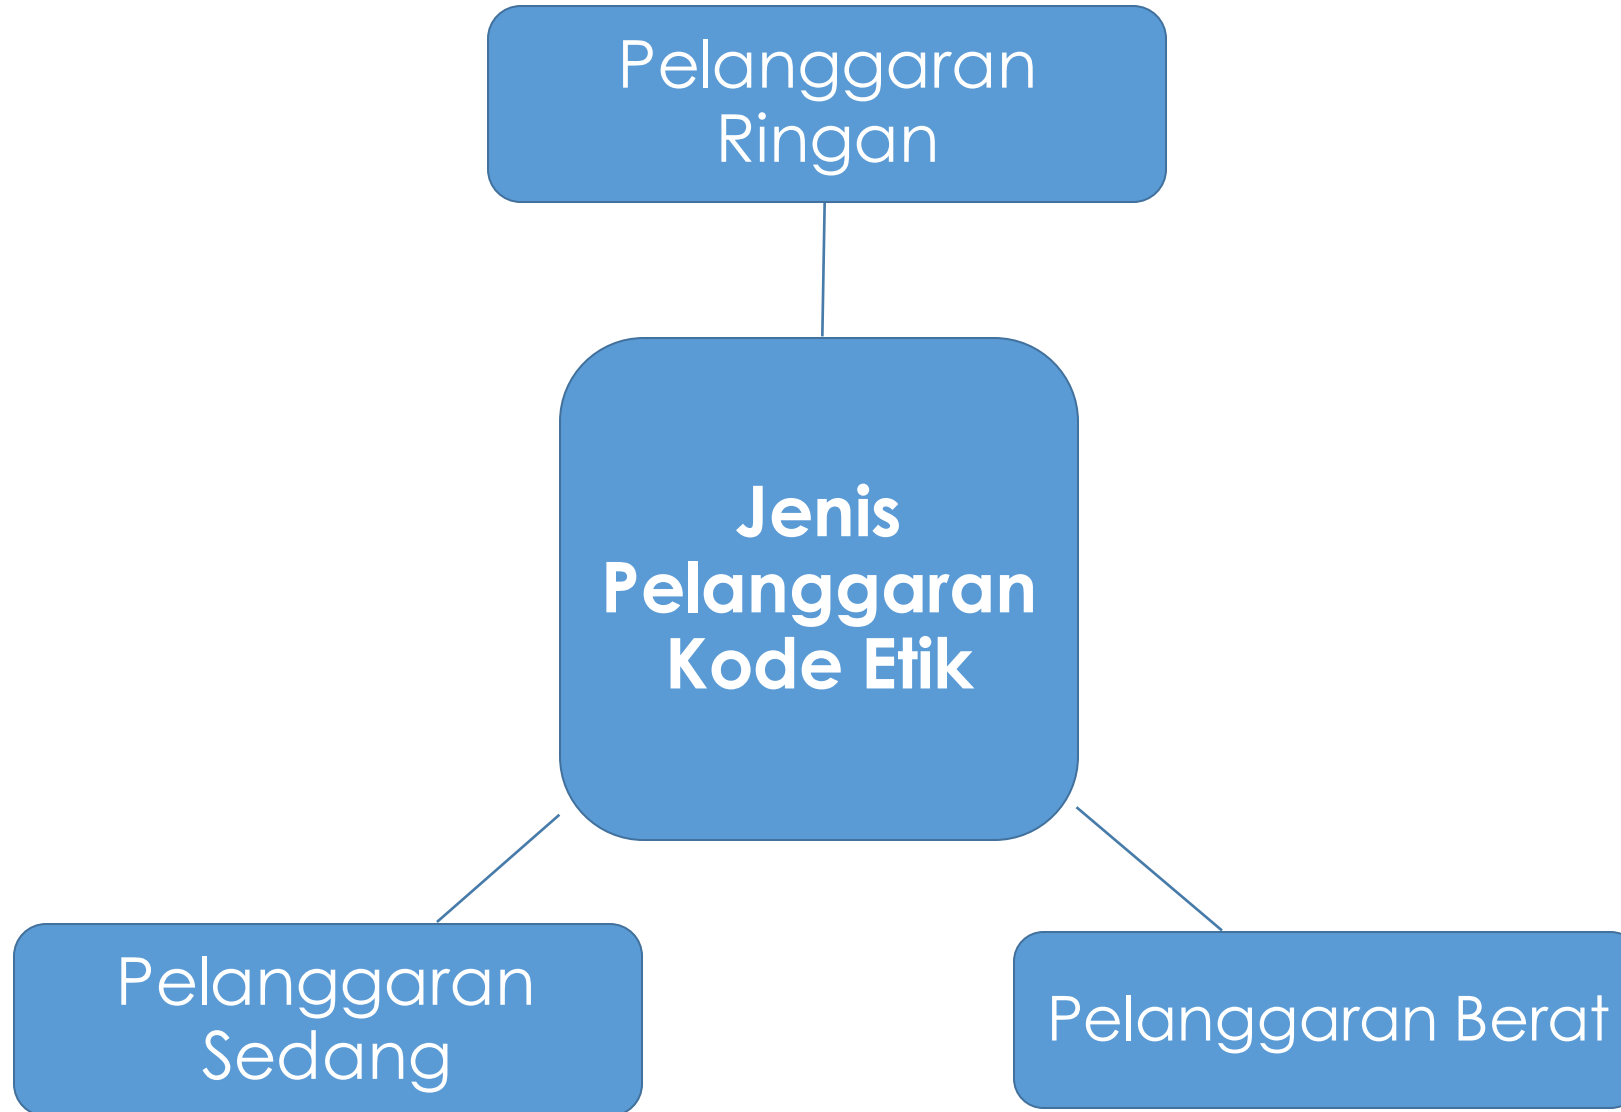 Pelanggaran
Ringan
Jenis
Pelanggaran
Kode Etik
Pelanggaran
Sedang
Pelanggaran Berat